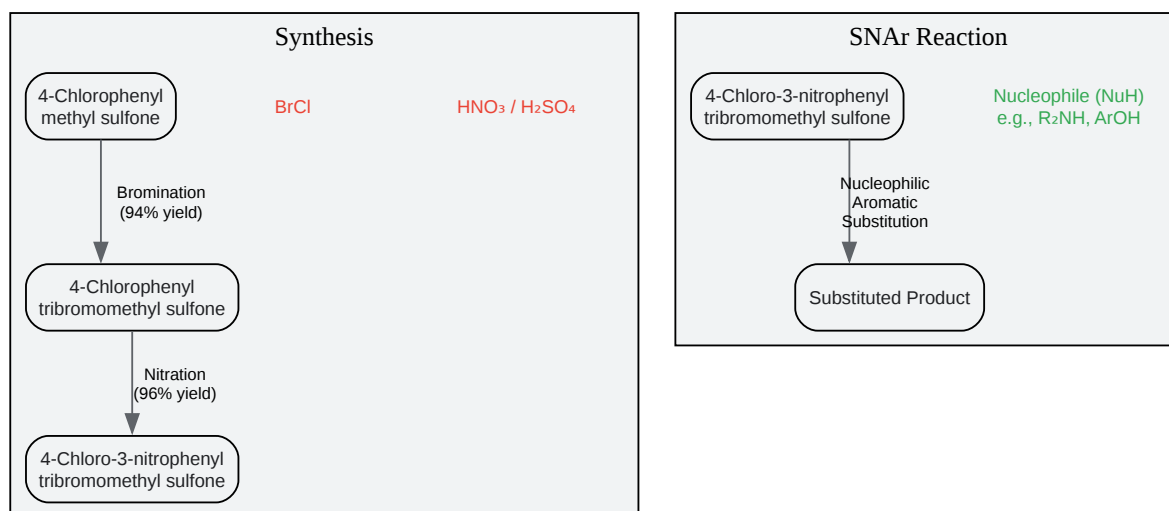 Synthesis
4-Chlorophenyl
methyl sulfone
BrCl
HNO₃ / H₂SO₄
Bromination
(94% yield)
4-Chlorophenyl
tribromomethyl sulfone
Nitration
(96% yield)
4-Chloro-3-nitrophenyl
tribromomethyl sulfone
SNAr Reaction
4-Chloro-3-nitrophenyl
tribromomethyl sulfone
Nucleophile (NuH)
e.g., R₂NH, ArOH
Nucleophilic
Aromatic
Substitution
Substituted Product